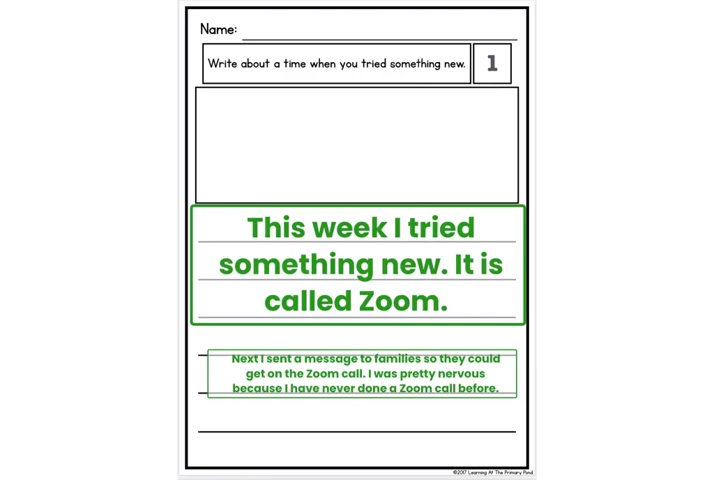 Name:
Write about a time when you tried something new.
1
This week I tried
something new. It is
called Zoom.
Next I sent a message to families so they could
get on the Zoom call. I was pretty nervous
because I have never done a Zoom call before.
©2017 Learning At The Primary Pond